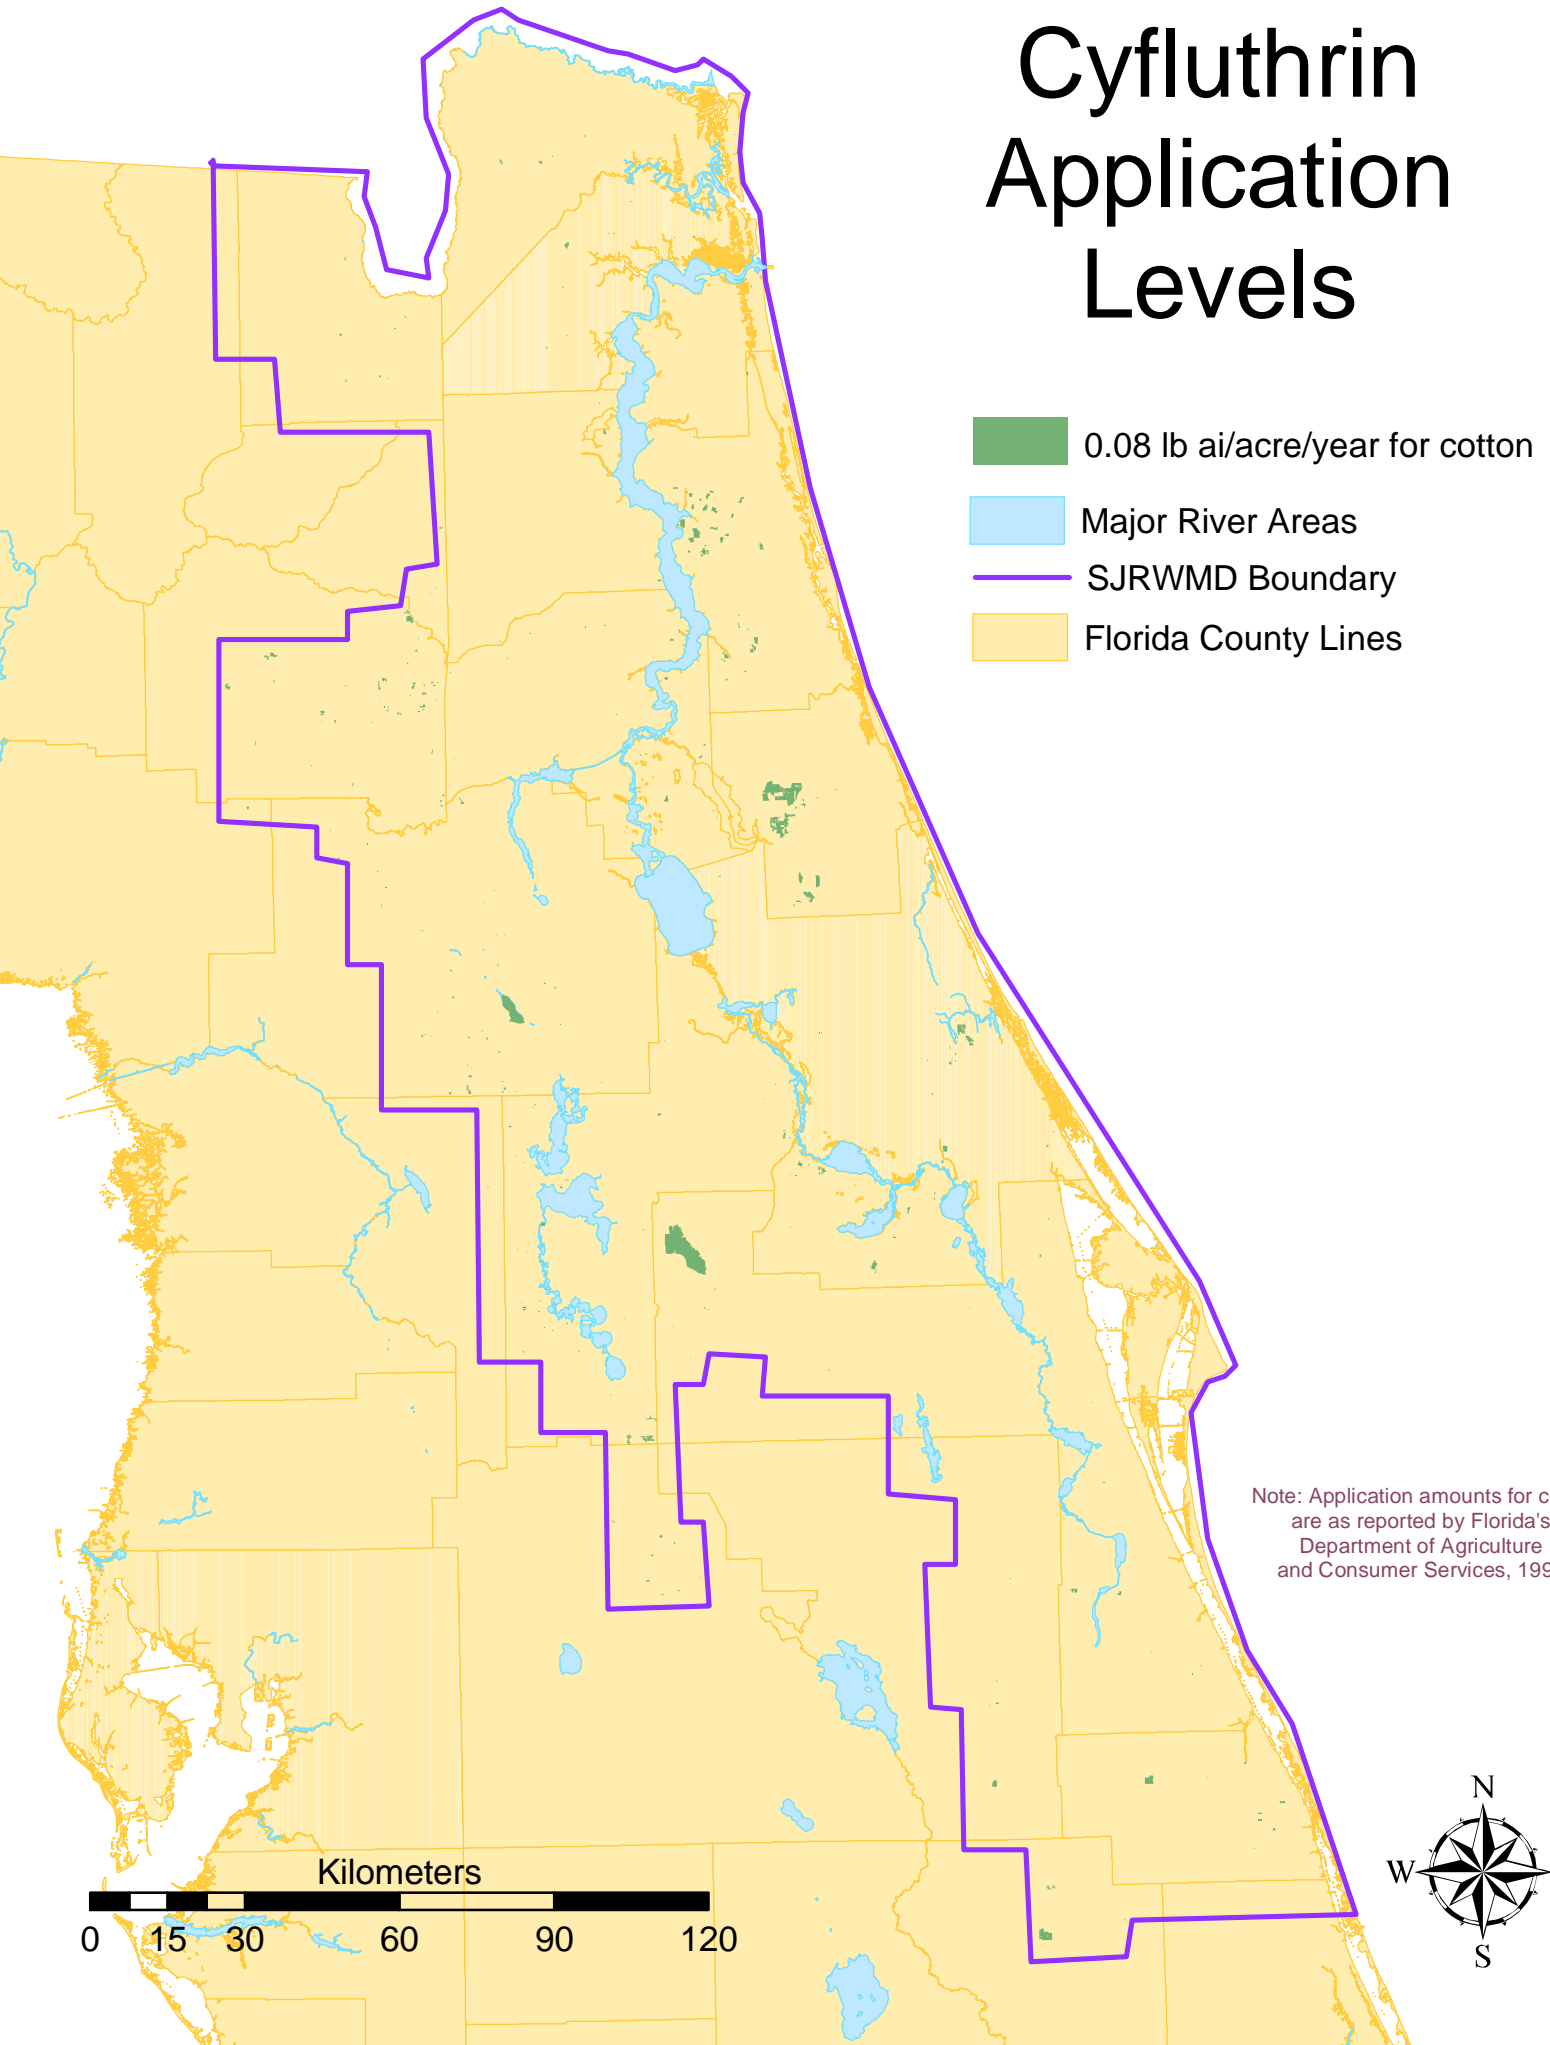 Cyfluthrin
Application
Levels
0.08 lb ai/acre/year for cotton
Major River Areas
SJRWMD Boundary
Florida County Lines
Note: Application amounts for c
are as reported by Florida's
Department of Agriculture
and Consumer Services, 199
N
W
S
Kilometers
0 15 30 60 90 120